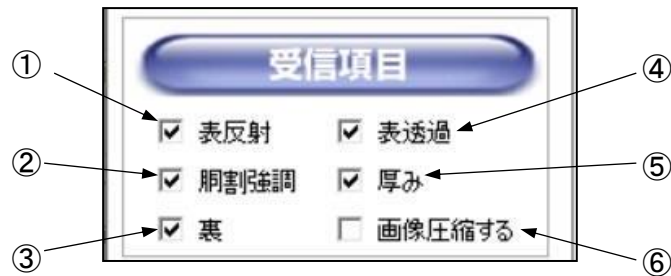 受信項目
① 表反射 表透過 ④
② 胴割強調 厚み ⑤
③ 裏 画像圧縮する ⑥